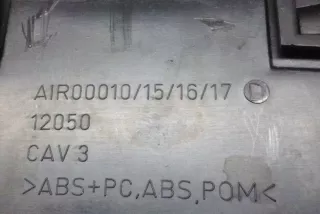 AIR00010/15/16/17
12050
CAV 3
>ABS+PC,ABS,POM<